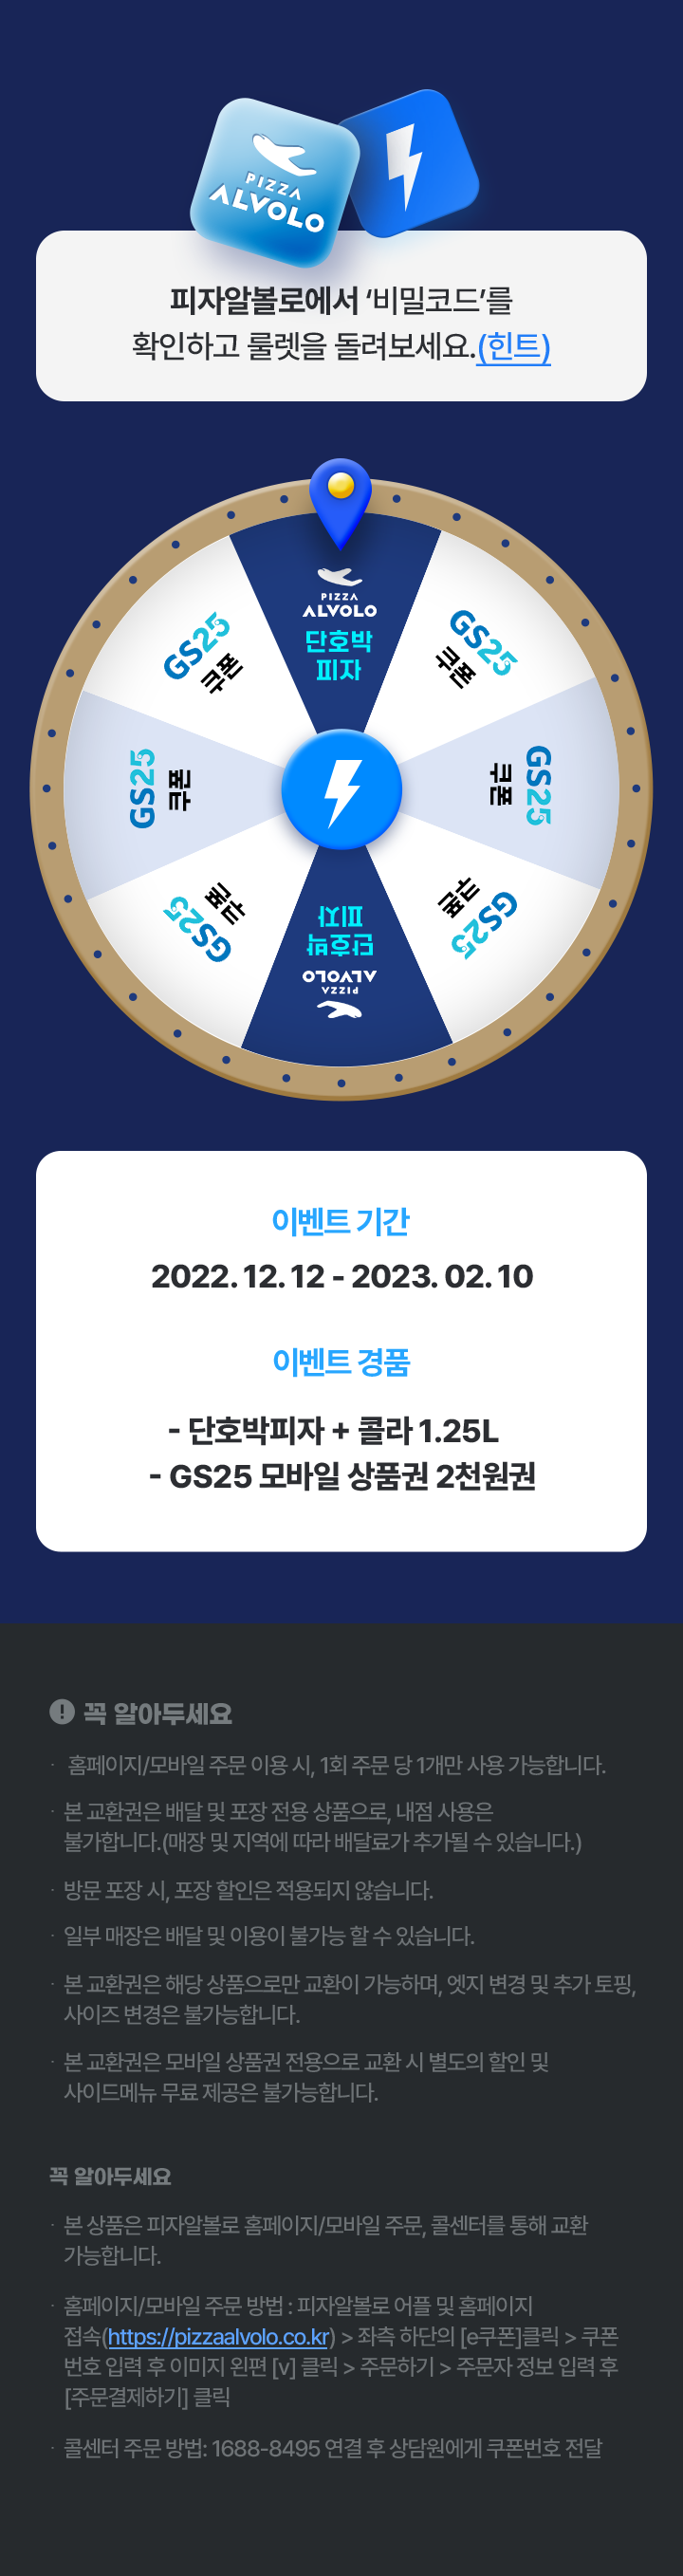 PIZZA
ALVOLO
피자알볼로에서 ‘비밀코드’를
확인하고 룰렛을 돌려보세요.(힌트)
PIZZA
ALVOLO
단호박
피자
GS25
쿠폰
GS25
쿠폰
GS25
쿠폰
GS25
쿠폰
GS25
쿠폰
GS25
쿠폰
단호박
피자
PIZZA
ALVOLO
이벤트 기간
2022. 12. 12 - 2023. 02. 10
이벤트 경품
- 단호박피자 + 콜라 1.25L
- GS25 모바일 상품권 2천원권
꼭 알아두세요
· 홈페이지/모바일 주문 이용 시, 1회 주문 당 1개만 사용 가능합니다.
· 본 교환권은 배달 및 포장 전용 상품으로, 내점 사용은
불가합니다.(매장 및 지역에 따라 배달료가 추가될 수 있습니다.)
· 방문 포장 시, 포장 할인은 적용되지 않습니다.
· 일부 매장은 배달 및 이용이 불가능 할 수 있습니다.
· 본 교환권은 해당 상품으로만 교환이 가능하며, 엣지 변경 및 추가 토핑,
사이즈 변경은 불가능합니다.
· 본 교환권은 모바일 상품권 전용으로 교환 시 별도의 할인 및
사이드메뉴 무료 제공은 불가능합니다.
꼭 알아두세요
· 본 상품은 피자알볼로 홈페이지/모바일 주문, 콜센터를 통해 교환
가능합니다.
· 홈페이지/모바일 주문 방법 : 피자알볼로 어플 및 홈페이지
접속(https://pizzaalvolo.co.kr) > 좌측 하단의 [e쿠폰]클릭 > 쿠폰
번호 입력 후 이미지 왼편 [v] 클릭 > 주문하기 > 주문자 정보 입력 후
[주문결제하기] 클릭
· 콜센터 주문 방법: 1688-8495 연결 후 상담원에게 쿠폰번호 전달